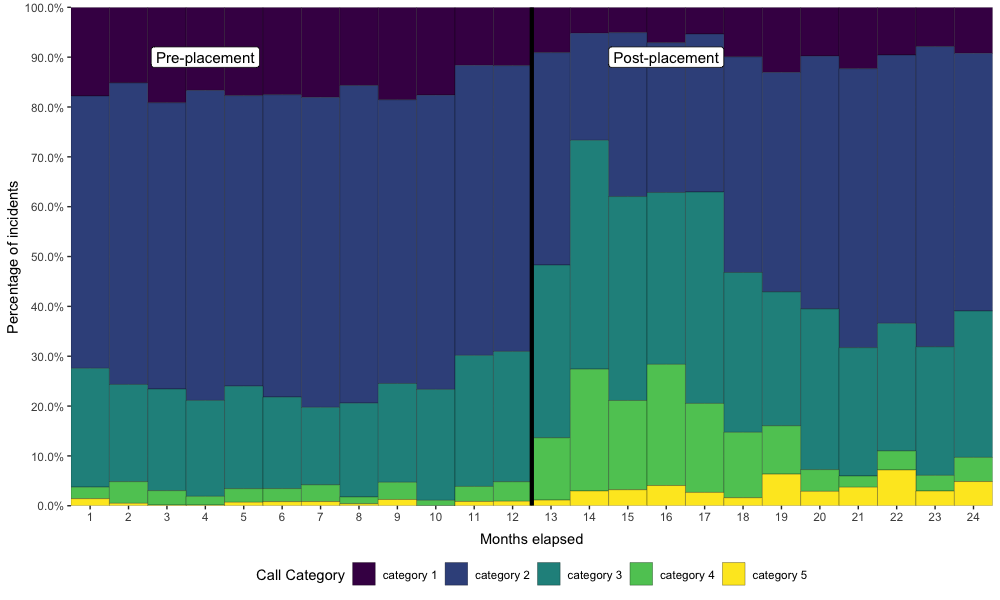 100.0%
90.0%
80.0%
70.0%
60.0%
50.0%
40.0%
30.0%
20.0%
10.0%
0.0%
Percentage of incidents
Pre-placement
Post-placement
1 2 3 4 5 6 7 8 9 10 11 12 13 14 15 16 17 18 19 20 21 22 23 24
Months elapsed
Call Category category 1 category 2 category 3 category 4 category 5